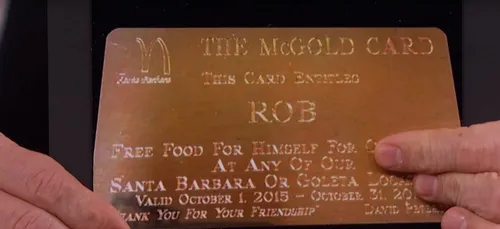 THE McGOLD CARD
THIS CARD ENTITLES
ROB
FREE FOOD FOR HIMSELF FOR
AT ANY OF OUR
SANTA BARBARA OR GOLETA
VALID OCTOBER 1, 2015 - OCTOBER 31, 20
THANK YOU FOR YOUR FRIENDSHIP" DAVID